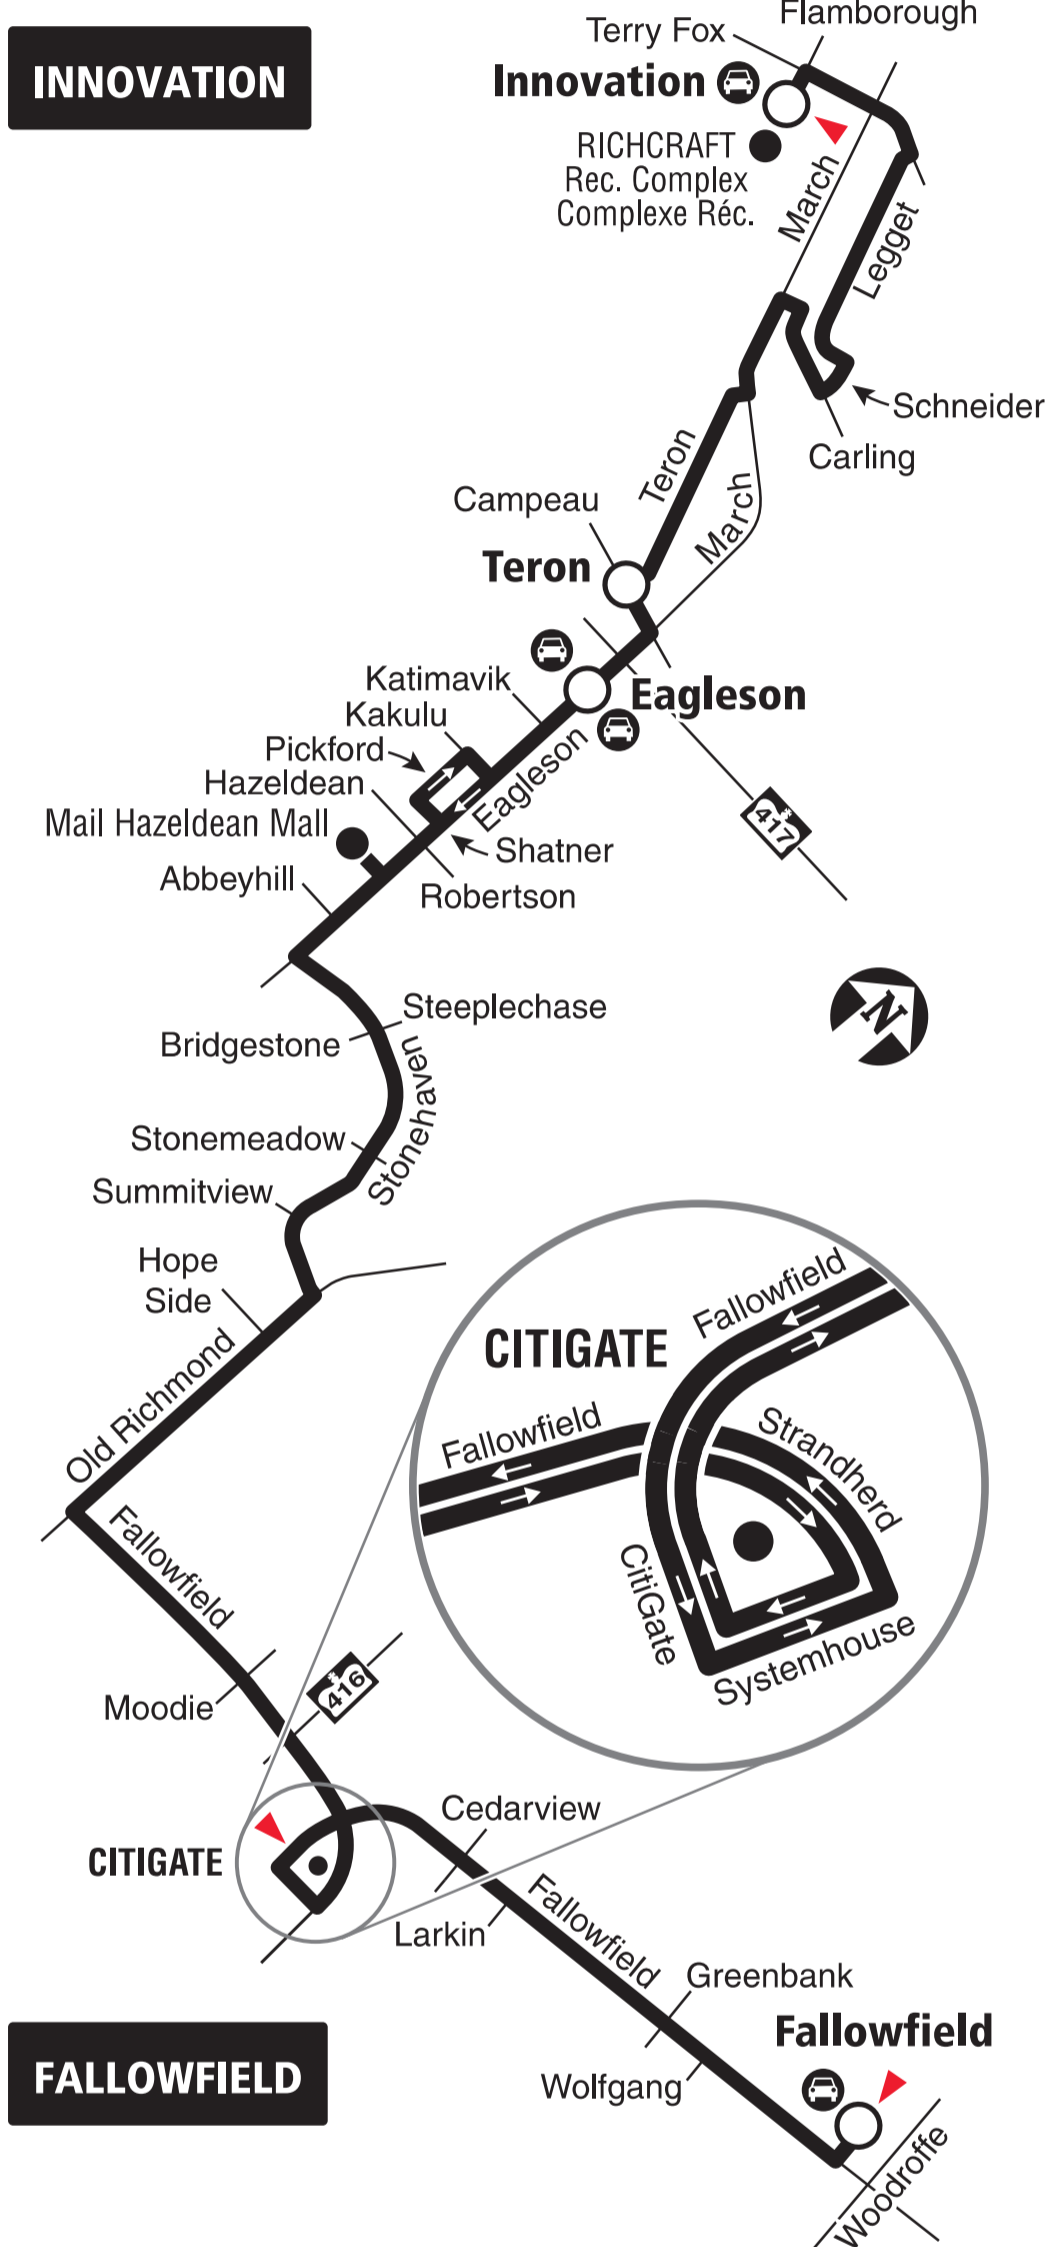 INNOVATION
Flamborough
Terry Fox
Innovation
RICHCRAFT
Rec. Complex
Complexe Réc.
March
Legget
Schneider
Carling
Teron
March
Campeau
Teron
Katimavik
Eagleson
Kakulu
Pickford
Eagleson
Hazeldean
417
Mail Hazeldean Mall
Shatner
Abbeyhill
Robertson
N
Steeplechase
Bridgestone
Stonehaven
Stonemeadow
Summitview
Hope
Side
Old Richmond
CITIGATE
Fallowfield
Fallowfield
Strandherd
CitiGate
Systemhouse
Fallowfield
416
Moodie
Cedarview
CITIGATE
Larkin
Fallowfield
Greenbank
Fallowfield
FALLOWFIELD
Wolfgang
Woodroffe